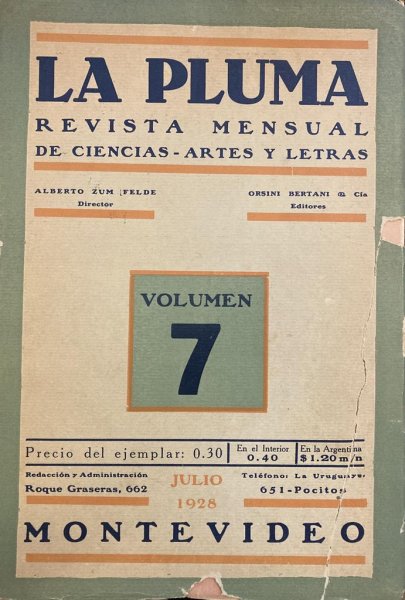 LA PLUMA
REVISTA MENSUAL
DE CIENCIAS-ARTES Y LETRAS
ALBERTO ZUM FELDE
Director
ORSINI BERTANI & Cía
Editores
VOLUMEN
7
Precio del ejemplar: 0.30
En el Interior
0.40
En la Argentina
$1.20 m/n
Redacción y Administración
Roque Graseras, 662
JULIO
1928
Teléfono: La Uruguaya
651-Pocitos
MONTEVIDEO